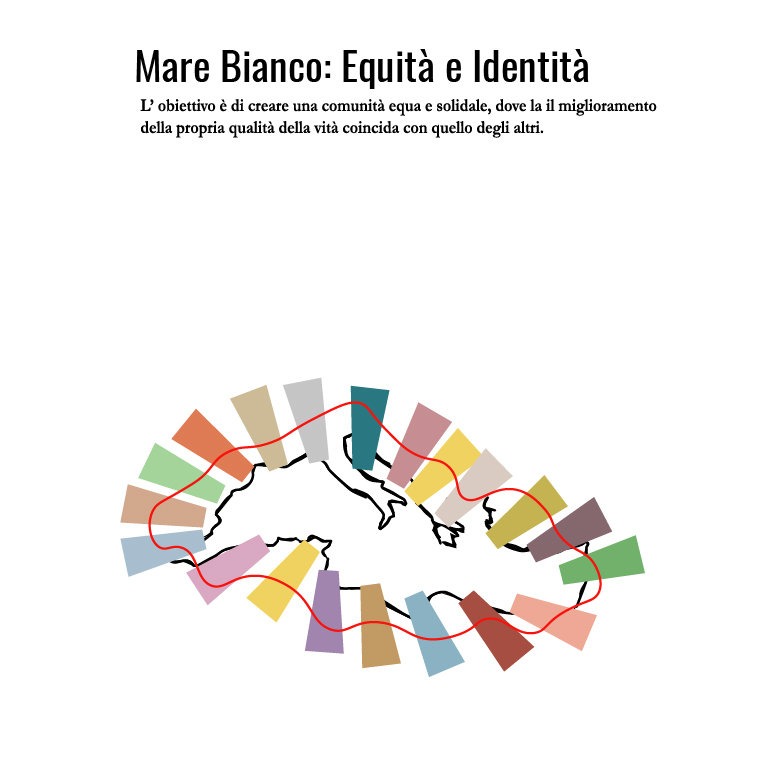 Mare Bianco: Equità e Identità
L’ obiettivo è di creare una comunità equa e solidale, dove la il miglioramento
della propria qualità della vità coincida con quello degli altri.